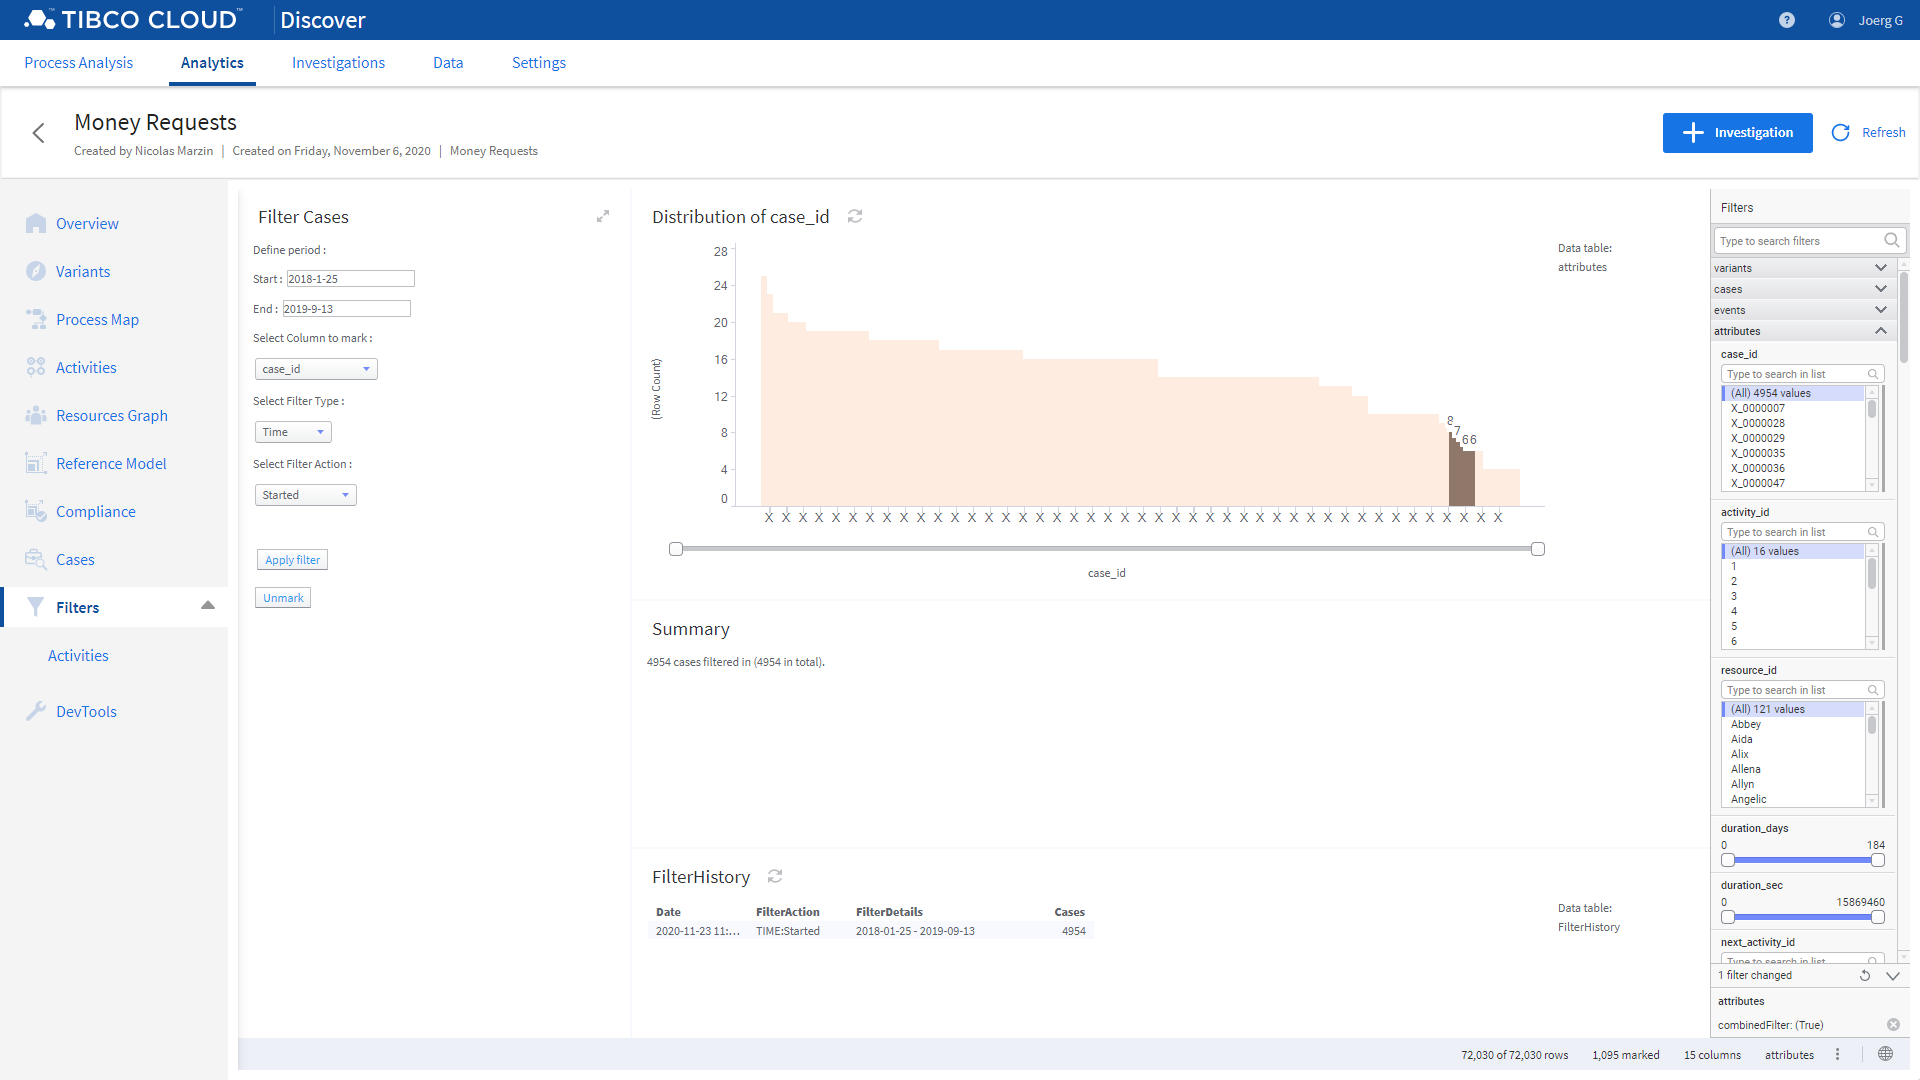 TIBCO CLOUD™ Discover
? Joerg G
Process Analysis Analytics Investigations Data Settings
Money Requests
Created by Nicolas Marzin | Created on Friday, November 6, 2020 | Money Requests
Investigation Refresh
Overview
Variants
Process Map
Activities
Resources Graph
Reference Model
Compliance
Cases
Filters
Activities
DevTools
Filter Cases
Define period :
Start : 2018-1-25
End : 2019-9-13
Select Column to mark :
case_id
Select Filter Type :
Time
Select Filter Action :
Started
Apply filter
Unmark
Distribution of case_id
(Row Count)
28
24
20
16
12
8
4
0
8
7
6 6
X X X X X X X X X X X X X X X X X X X X X X X X X X X X X X X X X X X X X X X X X X X X
case_id
Data table:
attributes
Summary
4954 cases filtered in (4954 in total).
FilterHistory
Date FilterAction FilterDetails Cases
2020-11-23 11:... TIME:Started 2018-01-25 - 2019-09-13 4954
Data table:
FilterHistory
Filters
Type to search filters
variants
cases
events
attributes
case_id
Type to search in list
(All) 4954 values
X_0000007
X_0000028
X_0000029
X_0000035
X_0000036
X_0000047
activity_id
Type to search in list
(All) 16 values
1
2
3
4
5
6
resource_id
Type to search in list
(All) 121 values
Abbey
Aida
Alix
Allena
Allyn
Angelic
duration_days
0 184
duration_sec
0 15869460
next_activity_id
Type to search in list
1 filter changed
attributes
combinedFilter: (True)
72,030 of 72,030 rows 1,095 marked 15 columns attributes